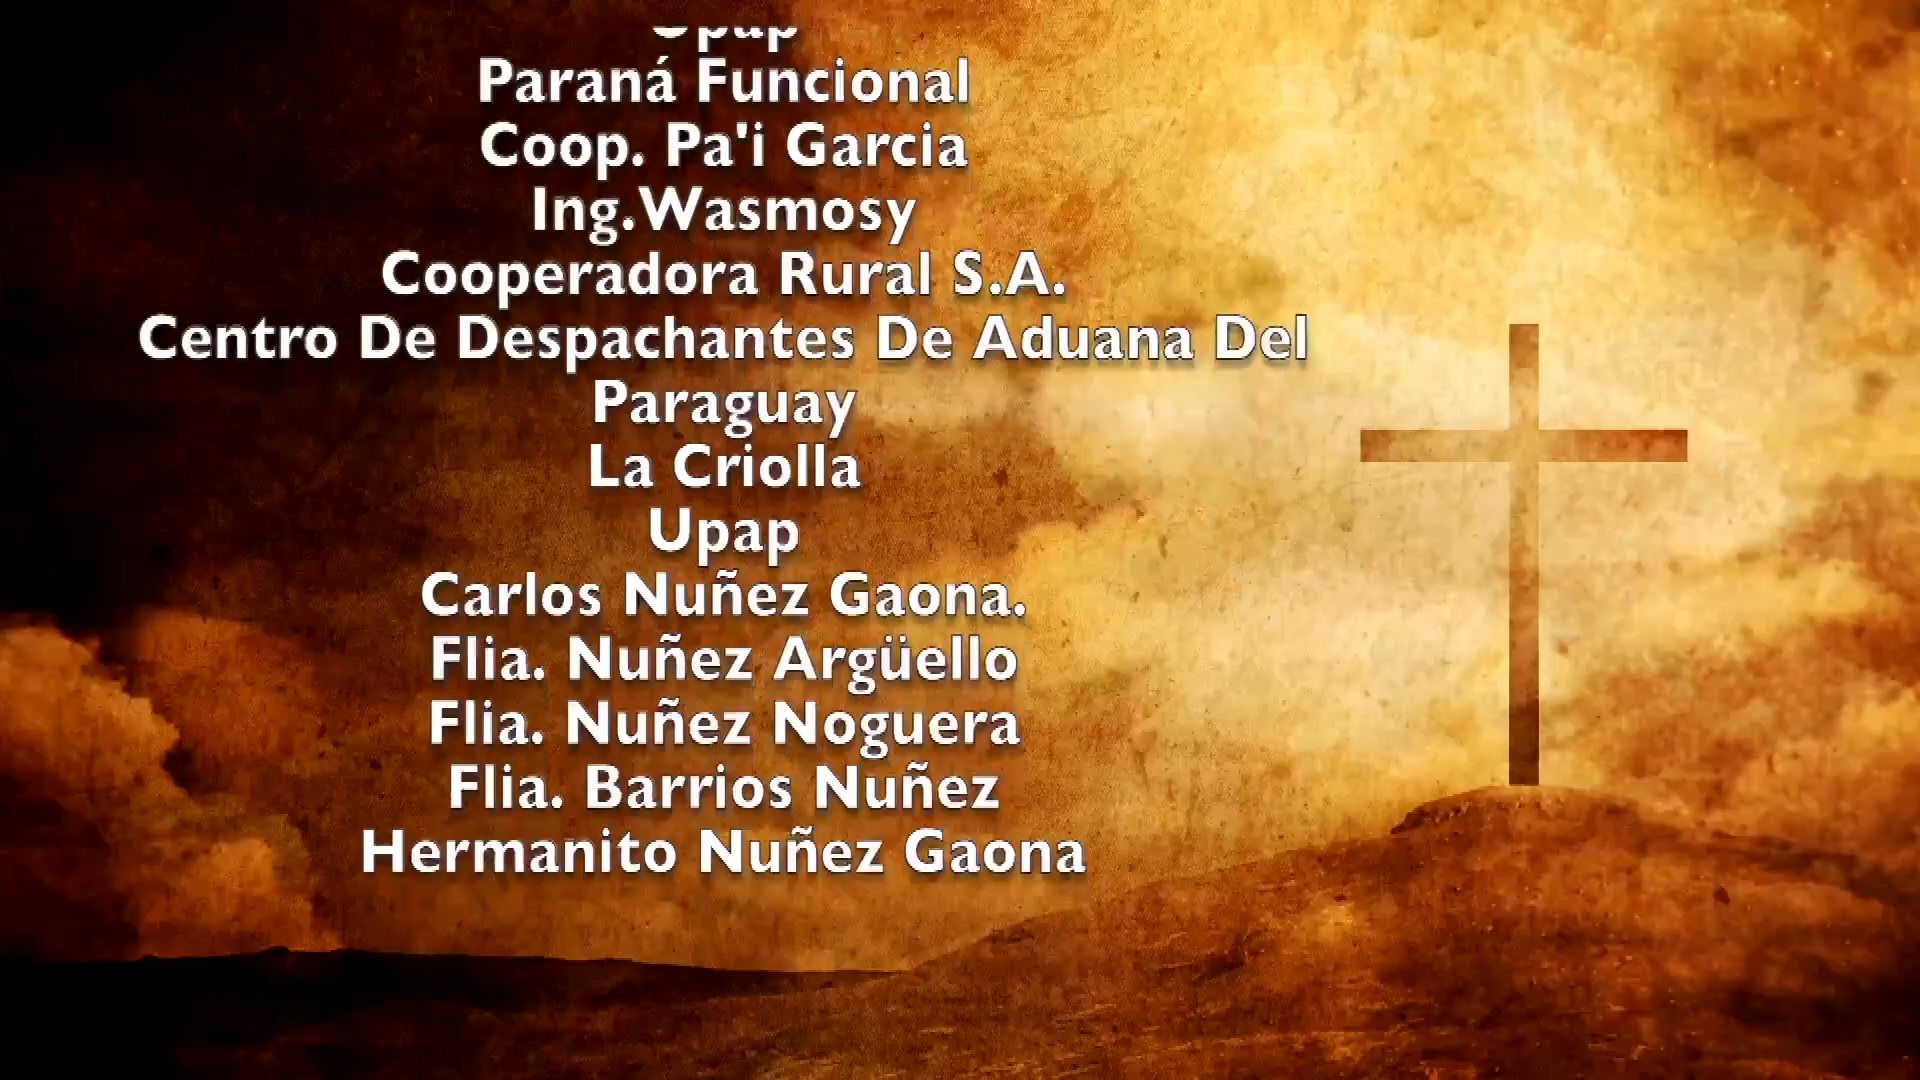 Paraná Funcional
Coop. Pa'i Garcia
Ing.Wasmosy
Cooperadora Rural S.A.
Centro De Despachantes De Aduana Del
Paraguay
La Criolla
Upap
Carlos Nuñez Gaona.
Flia. Nuñez Argüello
Flia. Nuñez Noguera
Flia. Barrios Nuñez
Hermanito Nuñez Gaona